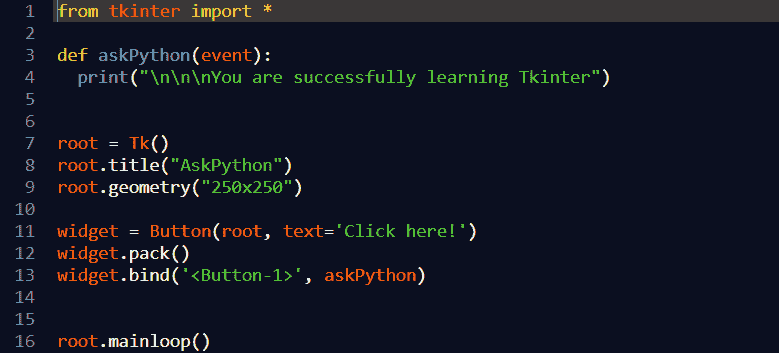 1 from tkinter import *
2
3 def askPython(event):
4   print("\n\n\nYou are successfully learning Tkinter")
5
6
7 root = Tk()
8 root.title("AskPython")
9 root.geometry("250x250")
10
11 widget = Button(root, text='Click here!')
12 widget.pack()
13 widget.bind('<Button-1>', askPython)
14
15
16 root.mainloop()